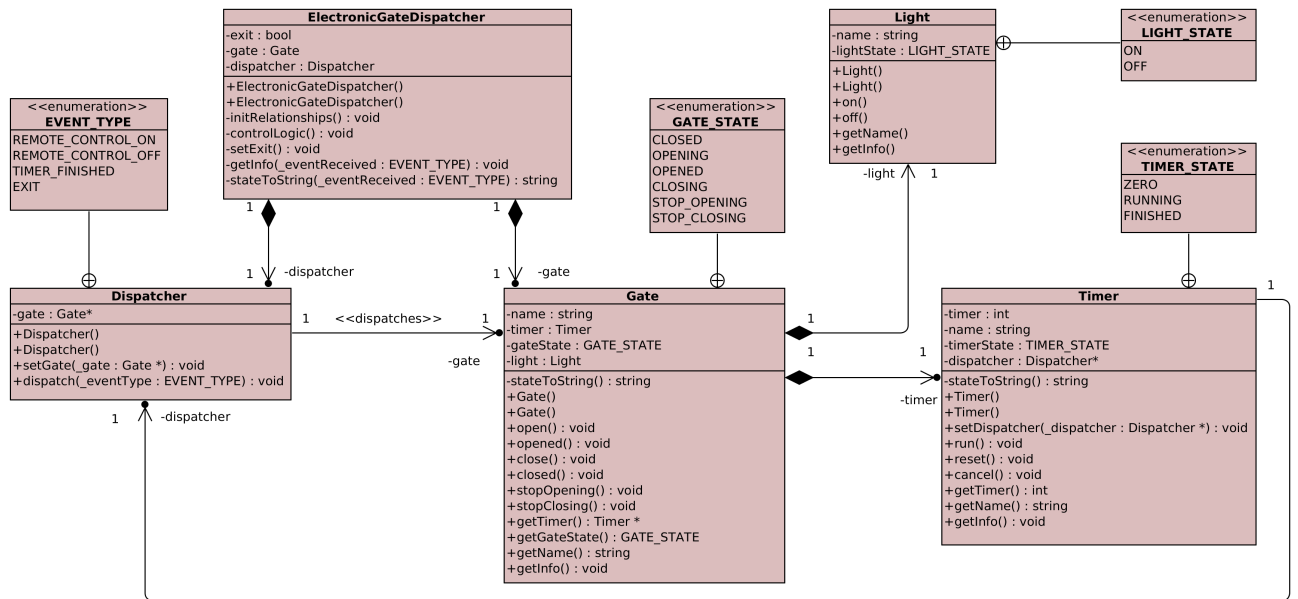 ElectronicGateDispatcher
-exit : bool
-gate : Gate
-dispatcher : Dispatcher
+ElectronicGateDispatcher()
+ElectronicGateDispatcher()
-initRelationships() : void
-controlLogic() : void
-setExit() : void
-getInfo(_eventReceived : EVENT_TYPE) : void
-stateToString(_eventReceived : EVENT_TYPE) : string
Light
-name : string
-lightState : LIGHT_STATE
+Light()
+Light()
+on()
+off()
+getName()
+getInfo()
<<enumeration>>
LIGHT_STATE
ON
OFF
<<enumeration>>
EVENT_TYPE
REMOTE_CONTROL_ON
REMOTE_CONTROL_OFF
TIMER_FINISHED
EXIT
<<enumeration>>
GATE_STATE
CLOSED
OPENING
OPENED
CLOSING
STOP_OPENING
STOP_CLOSING
<<enumeration>>
TIMER_STATE
ZERO
RUNNING
FINISHED
-light 1
1
1
1 -dispatcher
1 -gate
1
Dispatcher
-gate : Gate*
+Dispatcher()
+Dispatcher()
+setGate(_gate : Gate *) : void
+dispatch(_eventType : EVENT_TYPE) : void
1 <<dispatches>> 1
-gate
1 -dispatcher
Gate
-name : string
-timer : Timer
-gateState : GATE_STATE
-light : Light
-stateToString() : string
+Gate()
+Gate()
+open() : void
+opened() : void
+close() : void
+closed() : void
+stopOpening() : void
+stopClosing() : void
+getTimer() : Timer *
+getGateState() : GATE_STATE
+getName() : string
+getInfo() : void
1
1 1
-timer
Timer
-timer : int
-name : string
-timerState : TIMER_STATE
-dispatcher : Dispatcher*
-stateToString() : string
+Timer()
+Timer()
+setDispatcher(_dispatcher : Dispatcher *) : void
+run() : void
+reset() : void
+cancel() : void
+getTimer() : int
+getName() : string
+getInfo() : void